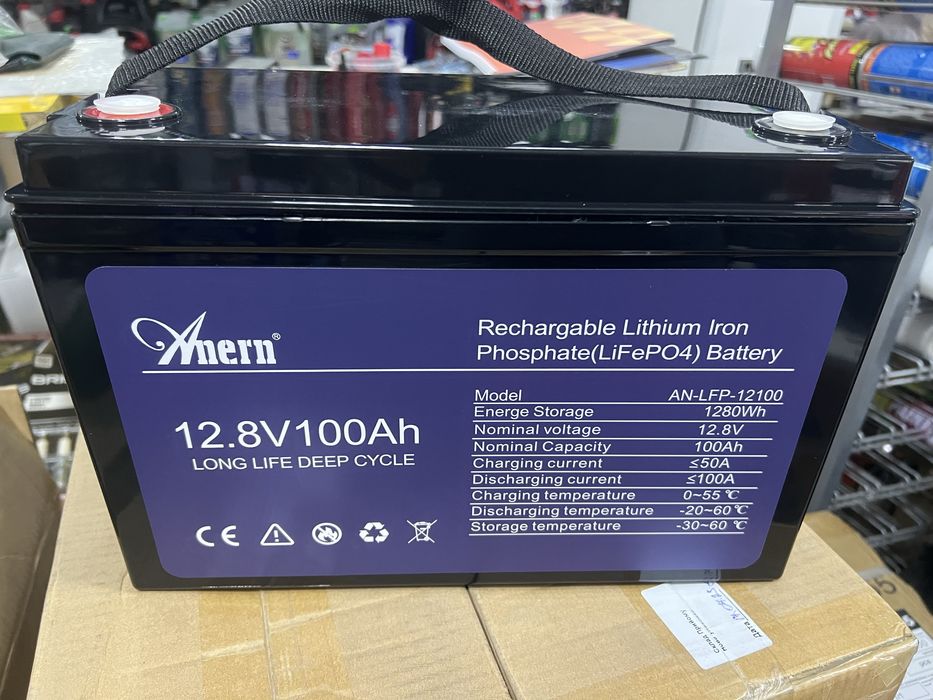 Anern®
Rechargable Lithium Iron
Phosphate(LiFePO4) Battery
12.8V100Ah
LONG LIFE DEEP CYCLE
Model AN-LFP-12100
Energe Storage 1280Wh
Nominal voltage 12.8V
Nominal Capacity 100Ah
Charging current ≤50A
Discharging current ≤100A
Charging temperature 0~55 ℃
Discharging temperature -20~60 ℃
Storage temperature -30~60 ℃
CE
Дата